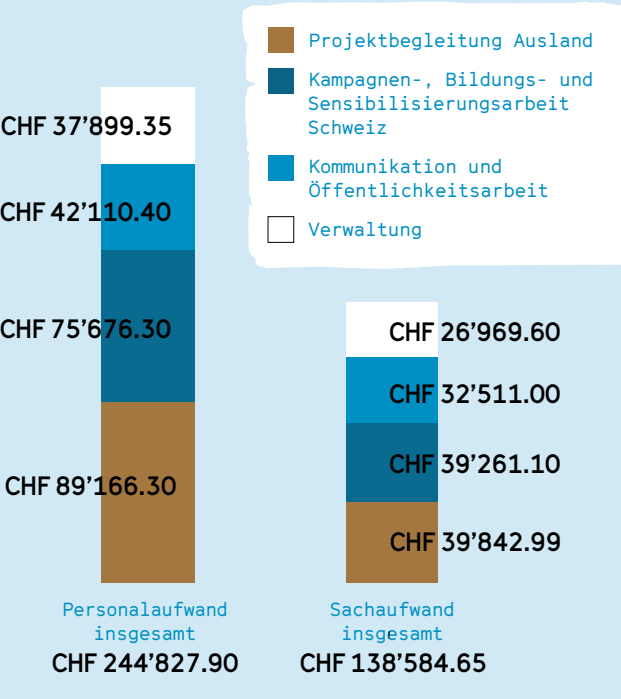 Projektbegleitung Ausland
Kampagnen-, Bildungs- und
Sensibilisierungsarbeit
Schweiz
Kommunikation und
Öffentlichkeitsarbeit
Verwaltung
CHF 37’899.35
CHF 42’110.40
CHF 75’676.30
CHF 89’166.30
Personalaufwand
insgesamt
CHF 244’827.90
CHF 26’969.60
CHF 32’511.00
CHF 39’261.10
CHF 39’842.99
Sachaufwand
insgesamt
CHF 138’584.65